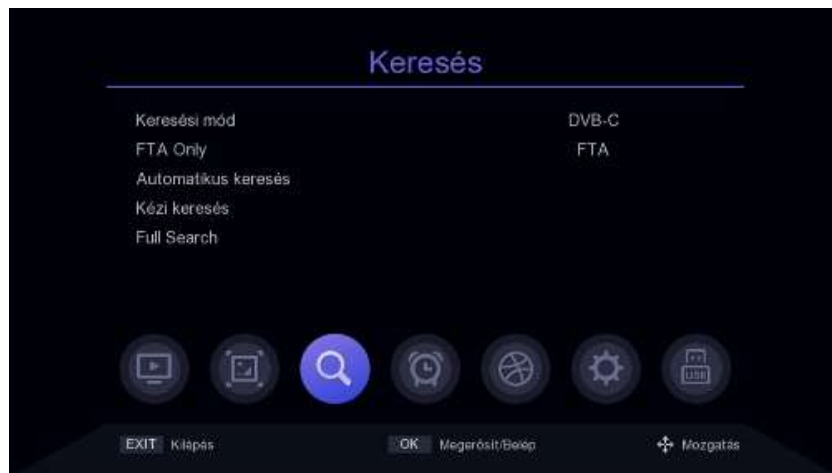 Keresés
Keresési mód DVB-C
FTA Only FTA
Automatikus keresés
Kézi keresés
Full Search
USB
EXIT Kilépés OK Megerősít/Belép Mozgatás